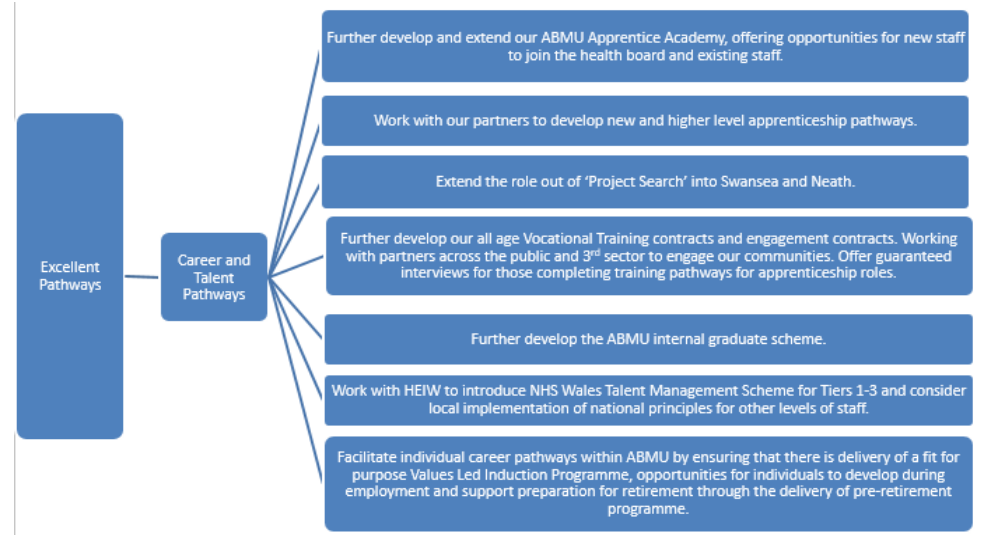 Excellent
Pathways
Career and
Talent
Pathways
Further develop and extend our ABMU Apprentice Academy, offering opportunities for new staff
to join the health board and existing staff.
Work with our partners to develop new and higher level apprenticeship pathways.
Extend the role out of ‘Project Search’ into Swansea and Neath.
Further develop our all age Vocational Training contracts and engagement contracts. Working
with partners across the public and 3rd sector to engage our communities. Offer guaranteed
interviews for those completing training pathways for apprenticeship roles.
Further develop the ABMU internal graduate scheme.
Work with HEIW to introduce NHS Wales Talent Management Scheme for Tiers 1-3 and consider
local implementation of national principles for other levels of staff.
Facilitate individual career pathways within ABMU by ensuring that there is delivery of a fit for
purpose Values Led Induction Programme, opportunities for individuals to develop during
employment and support preparation for retirement through the delivery of pre-retirement
programme.